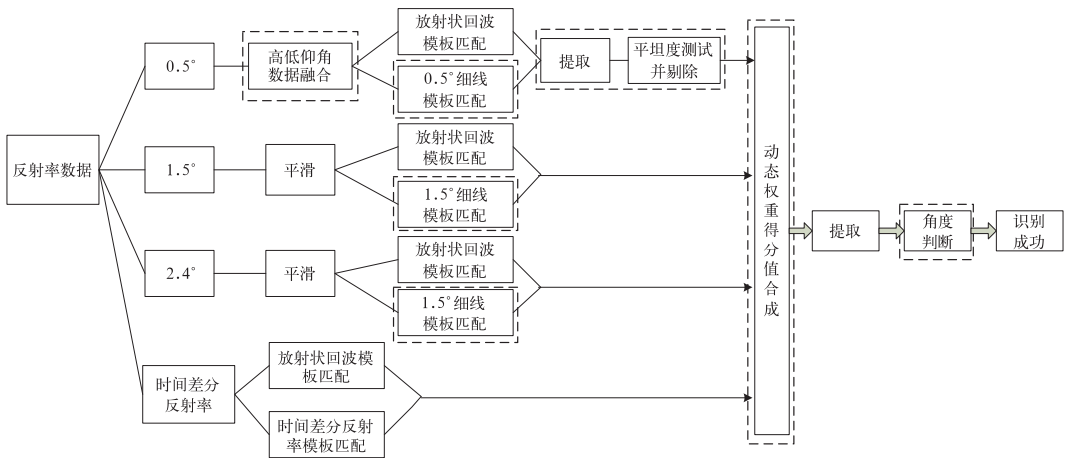 反射率数据
0.5°
高低仰角
数据融合
放射状回波
模板匹配
0.5°细线
模板匹配
提取
平坦度测试
并剔除
1.5°
平滑
放射状回波
模板匹配
1.5°细线
模板匹配
2.4°
平滑
放射状回波
模板匹配
1.5°细线
模板匹配
时间差分
反射率
放射状回波模
板匹配
时间差分反射
率模板匹配
动态权重得分值合成
提取
角度
判断
识别
成功